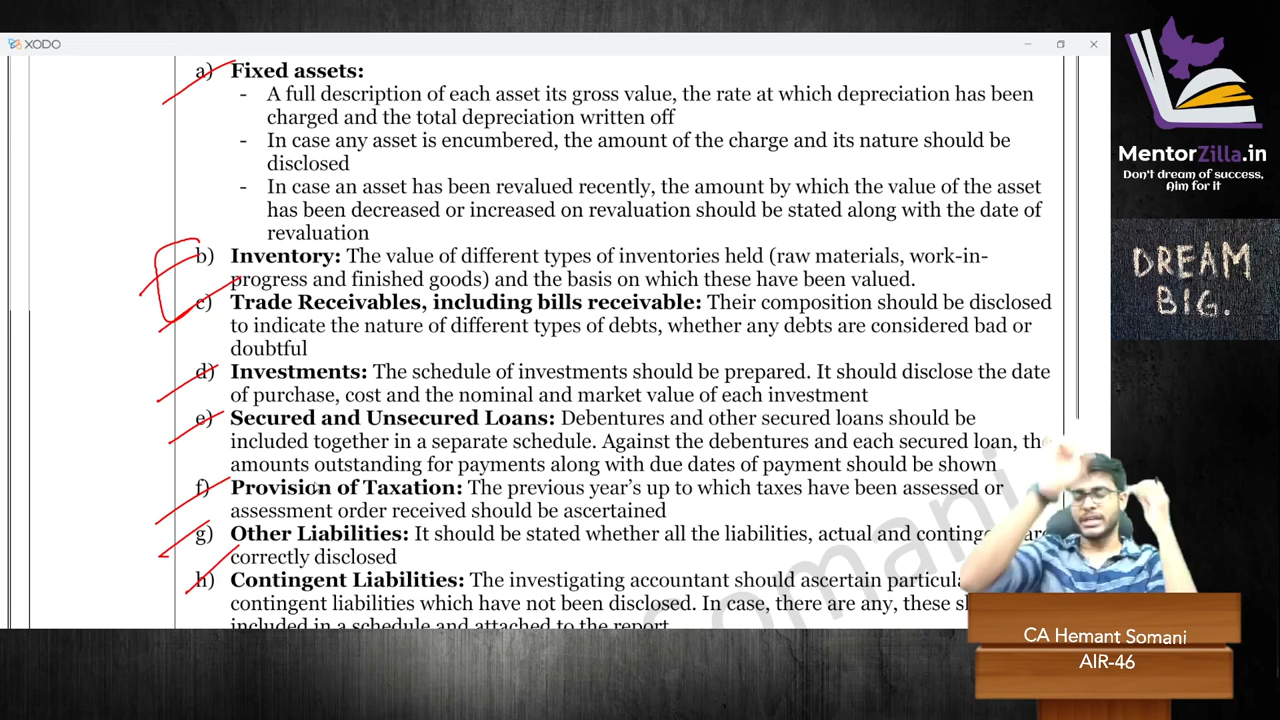 XODO
a) Fixed assets:
- A full description of each asset its gross value, the rate at which depreciation has been
charged and the total depreciation written off
- In case any asset is encumbered, the amount of the charge and its nature should be
disclosed
- In case an asset has been revalued recently, the amount by which the value of the asset
has been decreased or increased on revaluation should be stated along with the date of
revaluation
b) Inventory: The value of different types of inventories held (raw materials, work-in-
progress and finished goods) and the basis on which these have been valued.
c) Trade Receivables, including bills receivable: Their composition should be disclosed
to indicate the nature of different types of debts, whether any debts are considered bad or
doubtful
d) Investments: The schedule of investments should be prepared. It should disclose the date
of purchase, cost and the nominal and market value of each investment
e) Secured and Unsecured Loans: Debentures and other secured loans should be
included together in a separate schedule. Against the debentures and each secured loan, th
amounts outstanding for payments along with due dates of payment should be shown
f) Provision of Taxation: The previous year's up to which taxes have been assessed or
assessment order received should be ascertained
g) Other Liabilities: It should be stated whether all the liabilities, actual and conting are
correctly disclosed
h) Contingent Liabilities: The investigating accountant should ascertain particula
contingent liabilities which have not been disclosed. In case, there are any, these s
included in a schedule and attached to the report
Somani
MentorZilla.in
Don't dream of success,
Aim for it
DREAM
BIG.
CA Hemant Somani
AIR-46